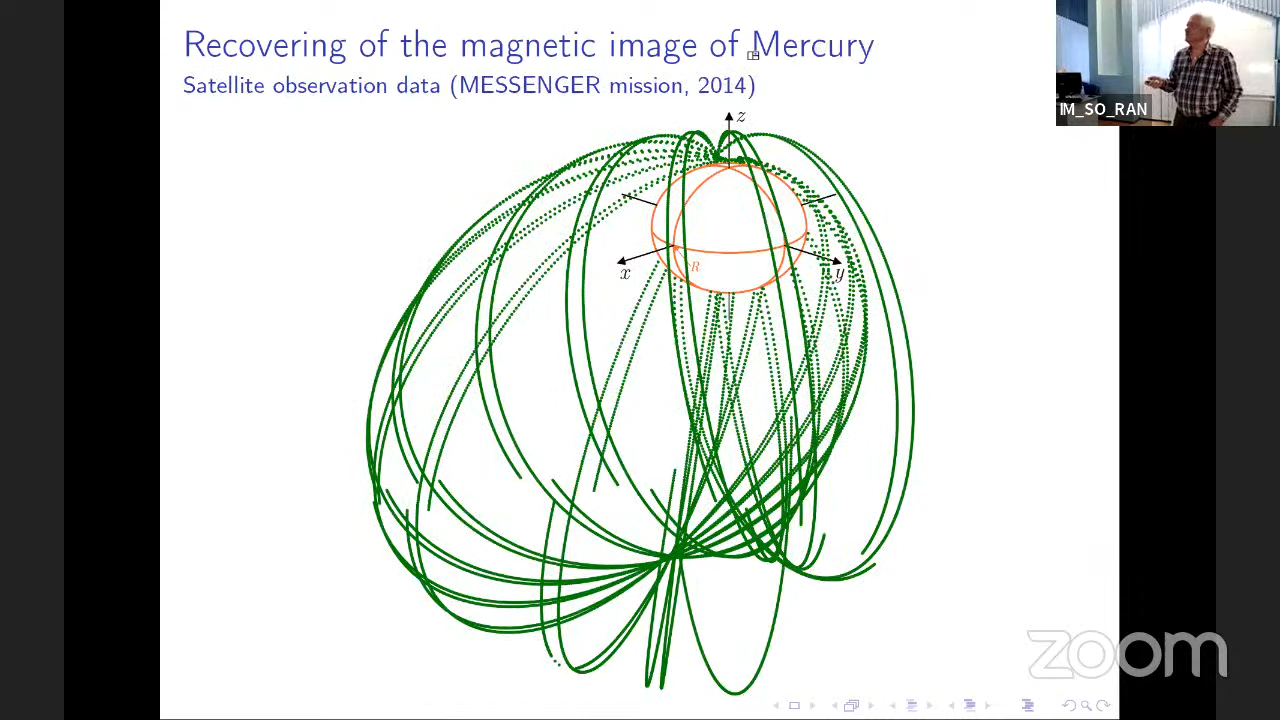 Recovering of the magnetic image of Mercury
Satellite observation data (MESSENGER mission, 2014)
IM_SO_RAN
z
R
x
y
zoom